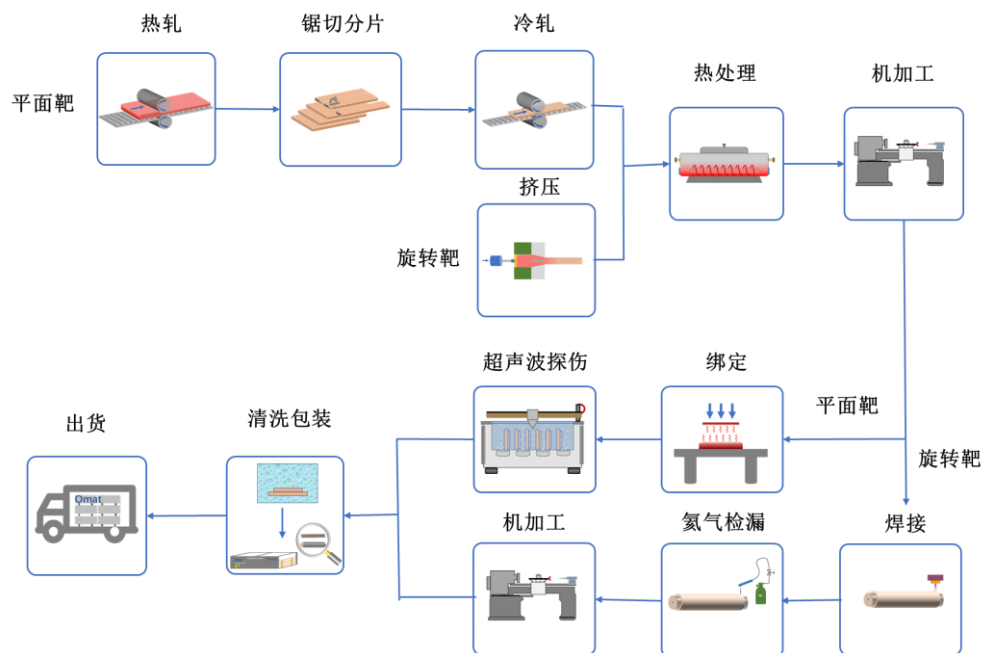 热轧
锯切分片
冷轧
平面靶
热处理
机加工
挤压
旋转靶
超声波探伤
绑定
平面靶
出货
清洗包装
旋转靶
Omat
机加工
氦气检漏
焊接